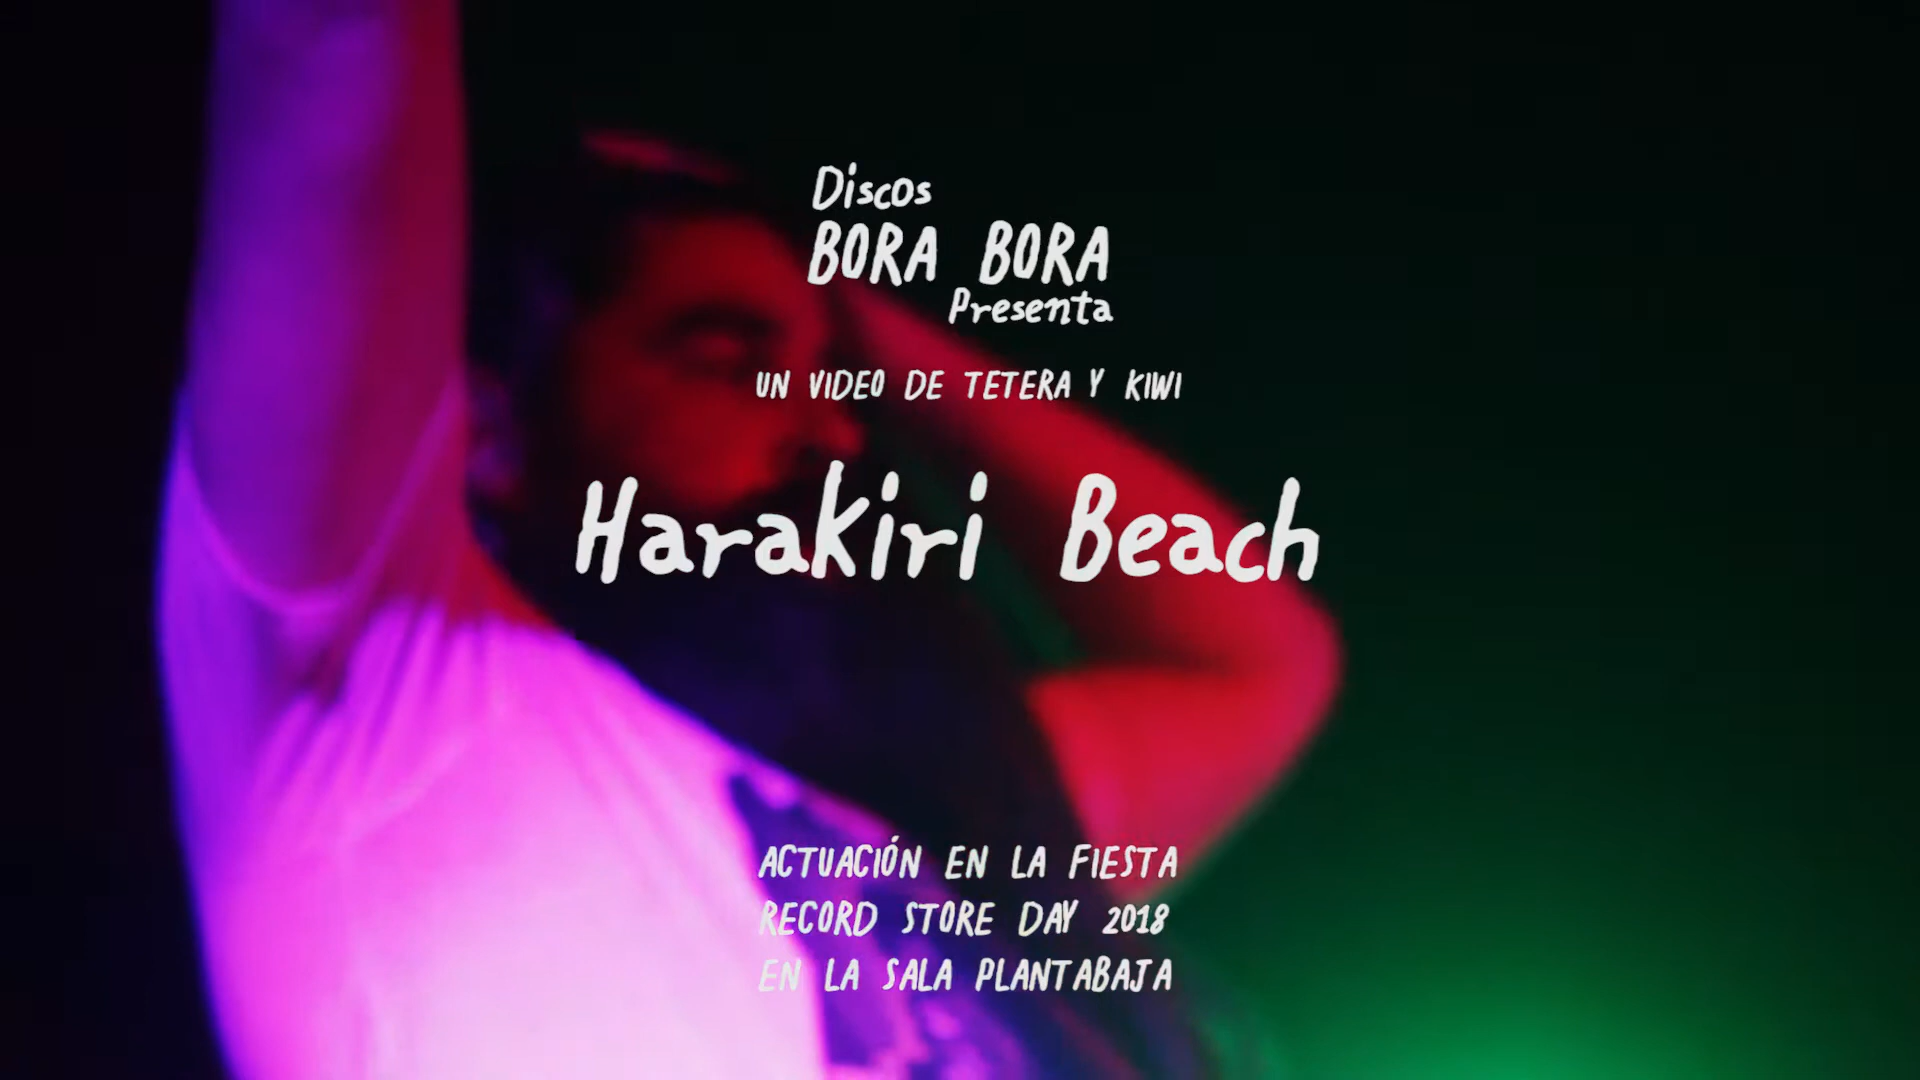 Discos
BORA BORA
Presenta
UN VIDEO DE TETERA Y KIWI
Harakiri Beach
ACTUACIÓN EN LA FIESTA
RECORD STORE DAY 2018
EN LA SALA PLANTABAJA